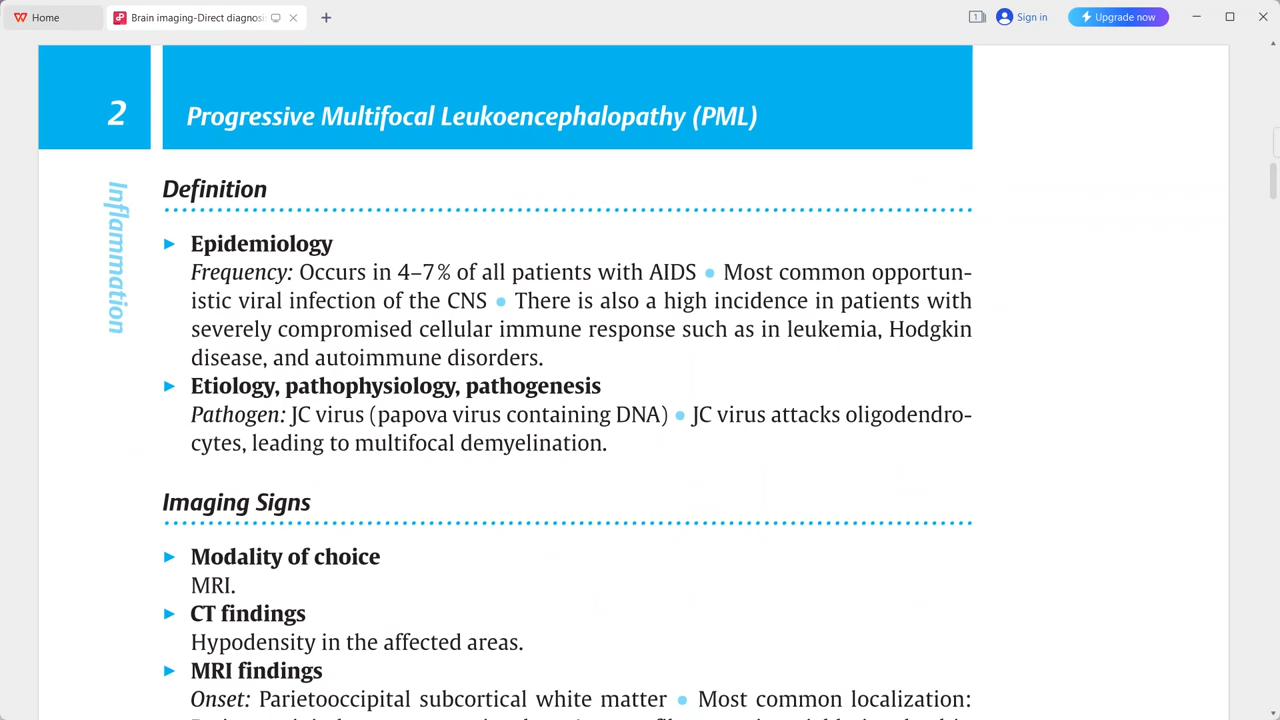 Home
Brain imaging-Direct diagnosi
Sign in
Upgrade now
2
Progressive Multifocal Leukoencephalopathy (PML)
Inflammation
Definition
► Epidemiology
Frequency: Occurs in 4–7% of all patients with AIDS • Most common opportun-
istic viral infection of the CNS • There is also a high incidence in patients with
severely compromised cellular immune response such as in leukemia, Hodgkin
disease, and autoimmune disorders.
► Etiology, pathophysiology, pathogenesis
Pathogen: JC virus (papova virus containing DNA) • JC virus attacks oligodendro-
cytes, leading to multifocal demyelination.
Imaging Signs
► Modality of choice
MRI.
► CT findings
Hypodensity in the affected areas.
► MRI findings
Onset: Parietooccipital subcortical white matter • Most common localization: